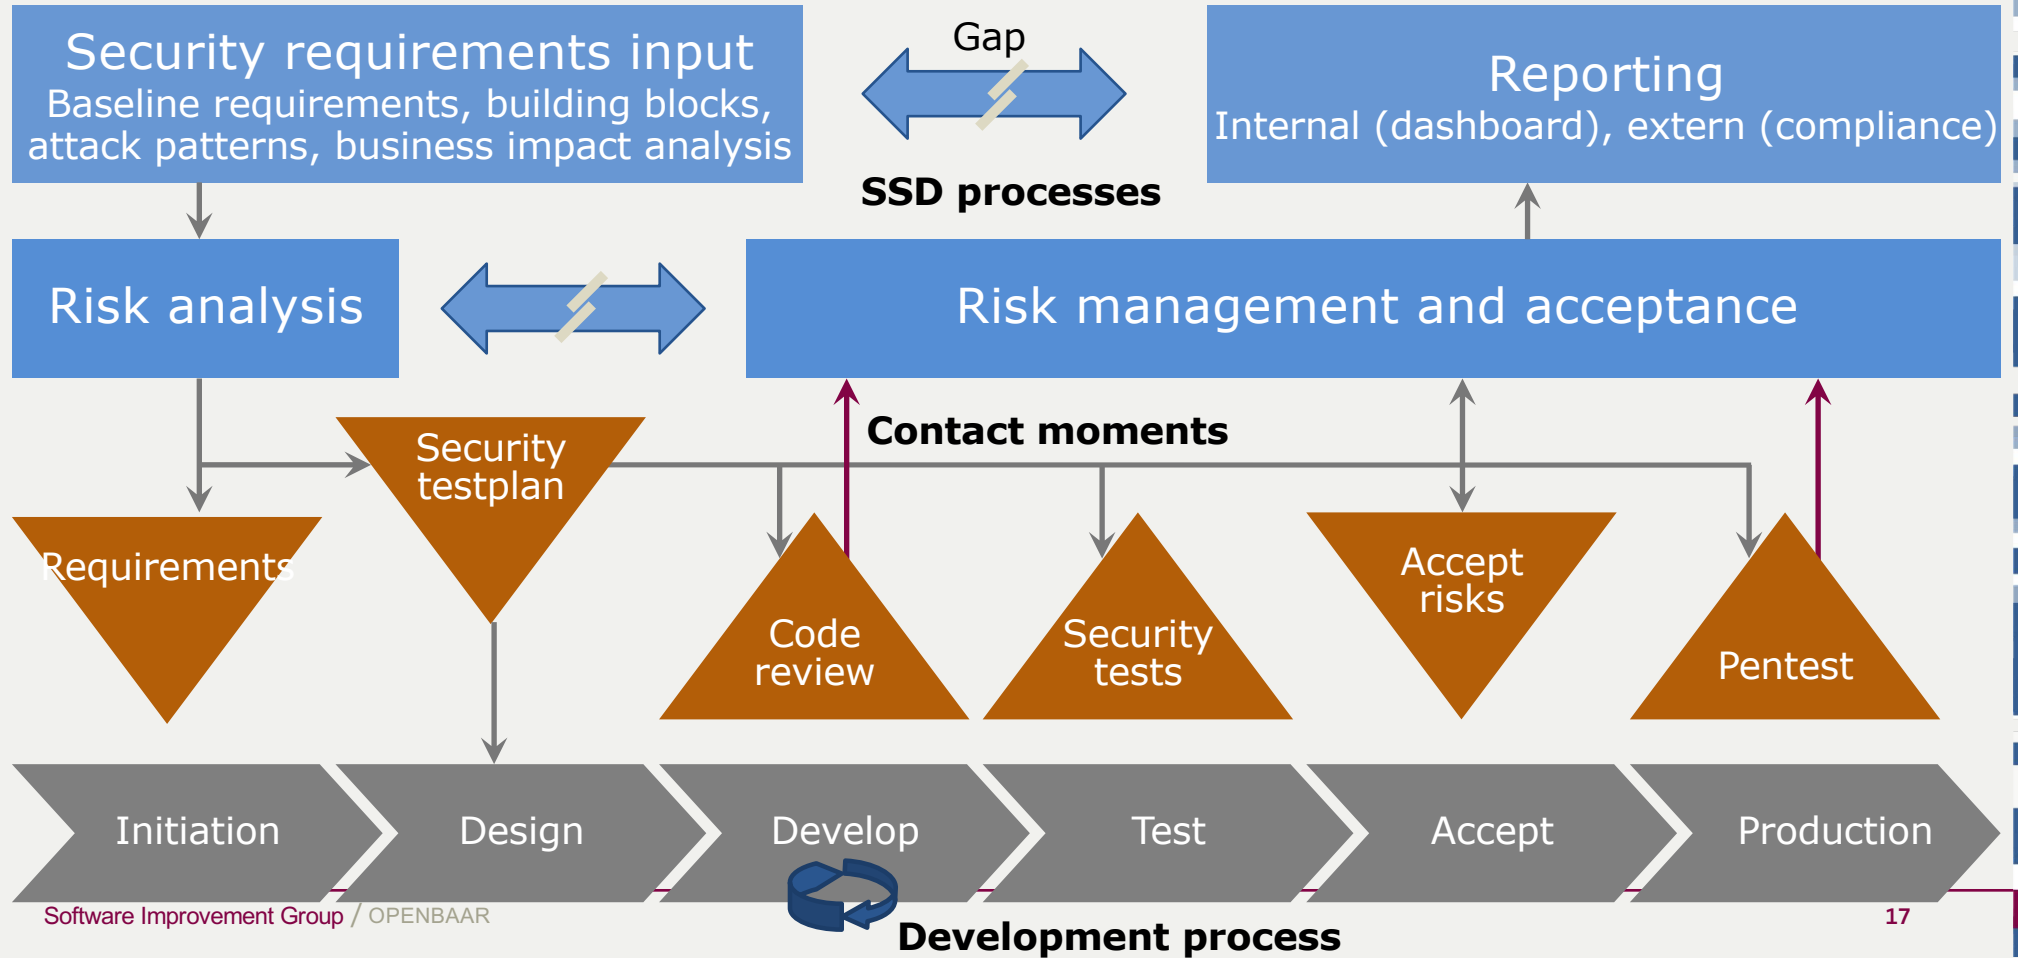 Security requirements input
Baseline requirements, building blocks,
attack patterns, business impact analysis
Gap
Reporting
Internal (dashboard), extern (compliance)
SSD processes
Risk analysis
Risk management and acceptance
Contact moments
Security
testplan
Requirements
Code
review
Security
tests
Accept
risks
Pentest
Initiation
Design
Develop
Test
Accept
Production
Software Improvement Group / OPENBAAR
17
Development process